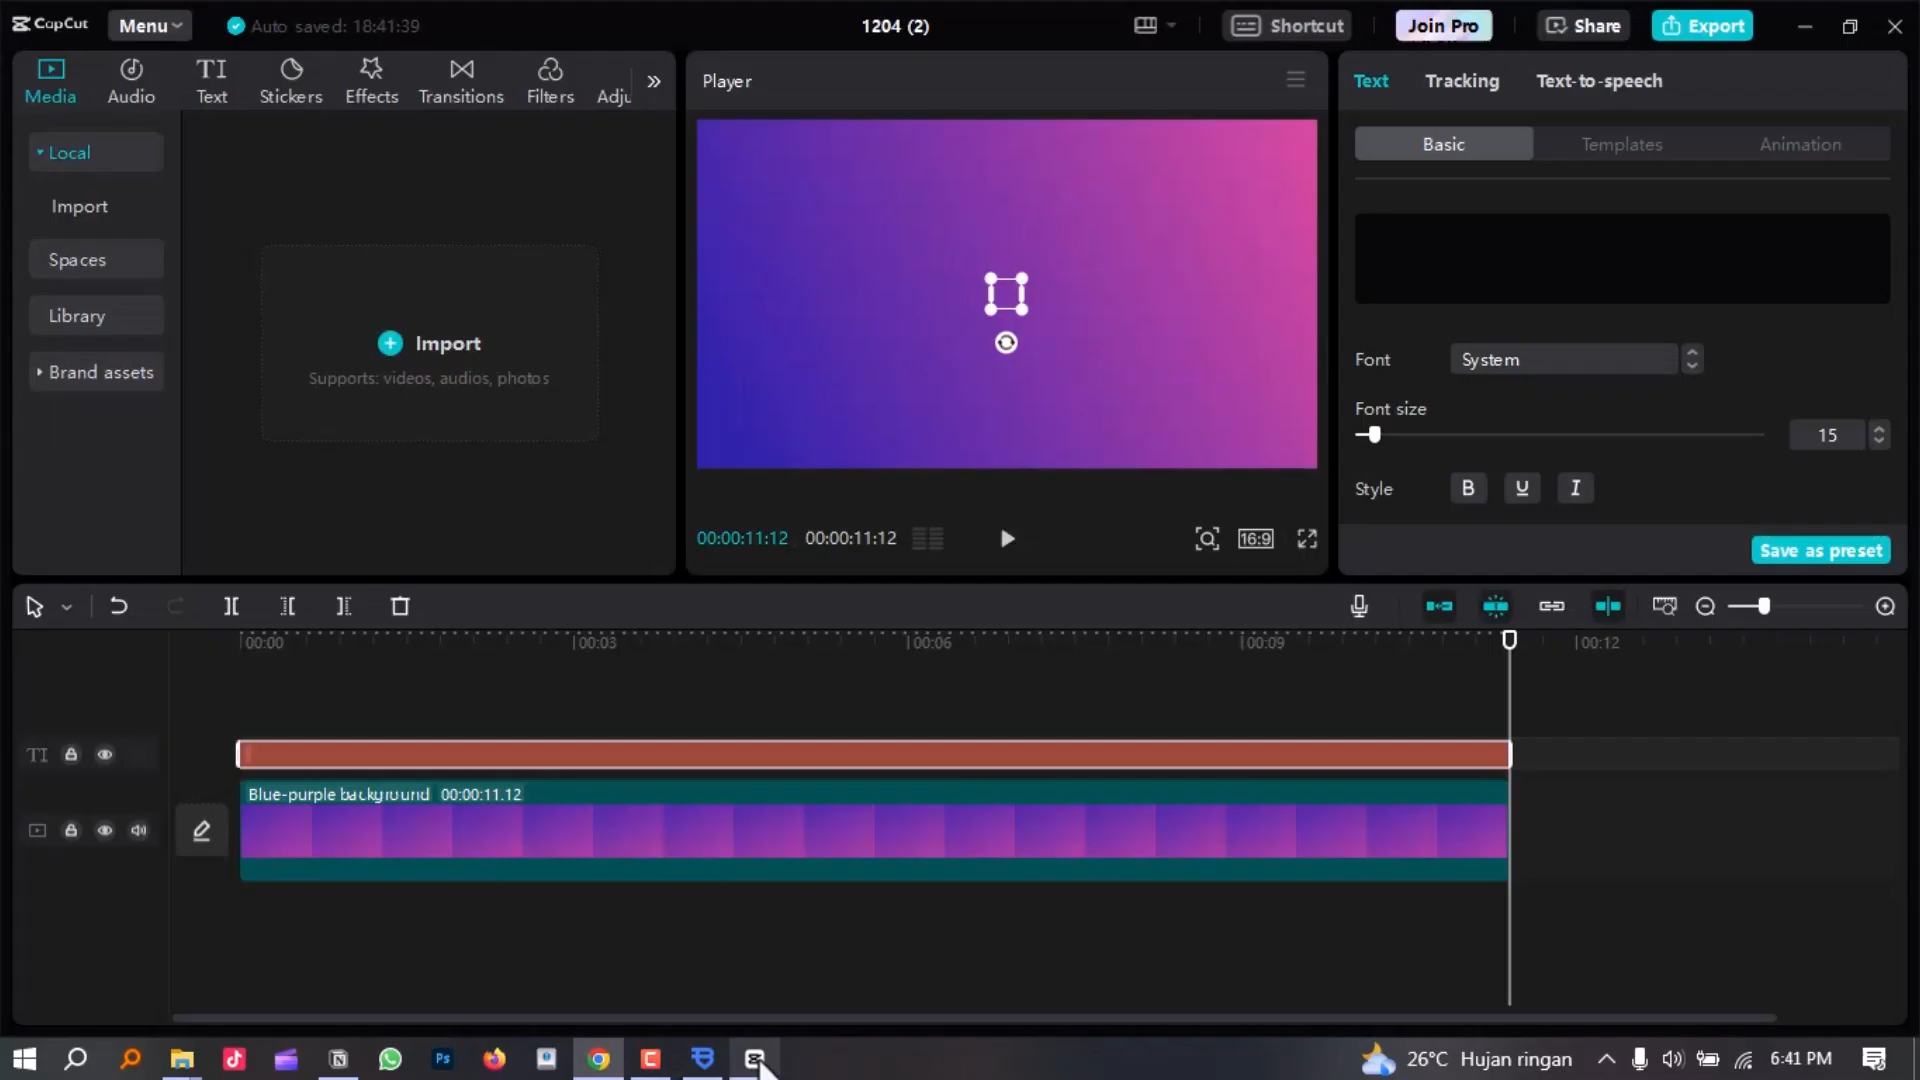 CapCut
Menu
Auto saved: 18:41:39
1204 (2)
Shortcut
Join Pro
Share
Export
Media
Audio
Text
Stickers
Effects
Transitions
Filters
Adju
Player
Text
Tracking
Text-to-speech
Local
Import
Spaces
Library
Brand assets
Import
Supports: videos, audios, photos
Basic
Templates
Animation
Font
System
Font size
15
Style
B
U
I
Save as preset
00:00:11:12
00:00:11:12
16:9
00:00
00:03
00:06
00:09
00:12
TI
Blue-purple background 00:00:11:12
Ps
26°C Hujan ringan
6:41 PM